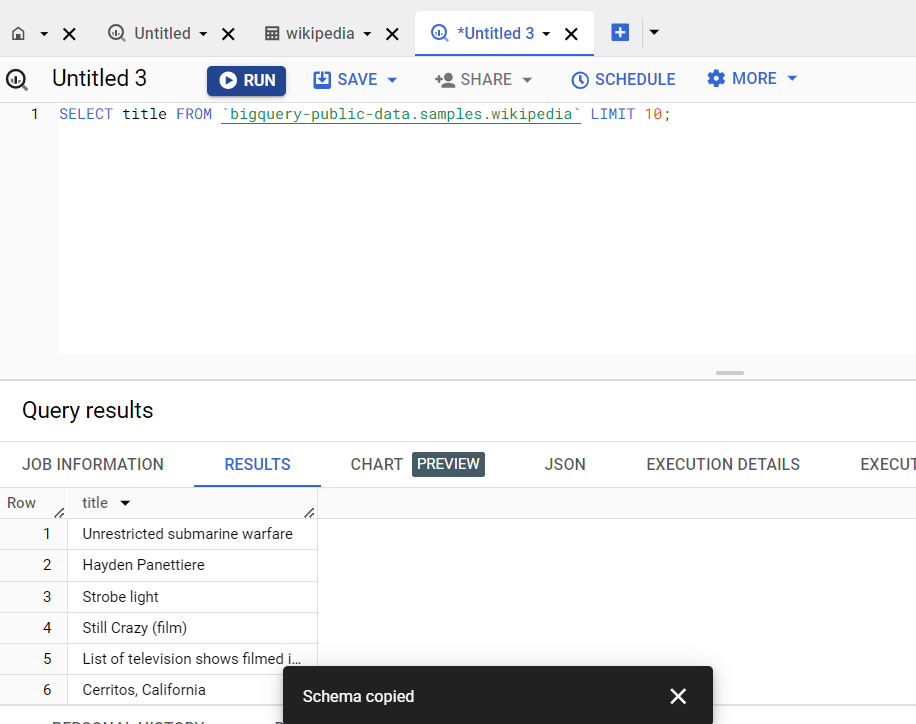 Untitled wikipedia *Untitled 3
Untitled 3 RUN SAVE SHARE SCHEDULE MORE
1 SELECT title FROM `bigquery-public-data.samples.wikipedia` LIMIT 10;
Query results
JOB INFORMATION RESULTS CHART PREVIEW JSON EXECUTION DETAILS EXECUT
Row title
1 Unrestricted submarine warfare
2 Hayden Panettiere
3 Strobe light
4 Still Crazy (film)
5 List of television shows filmed i...
6 Cerritos, California
Schema copied
PERSONAL HISTORY